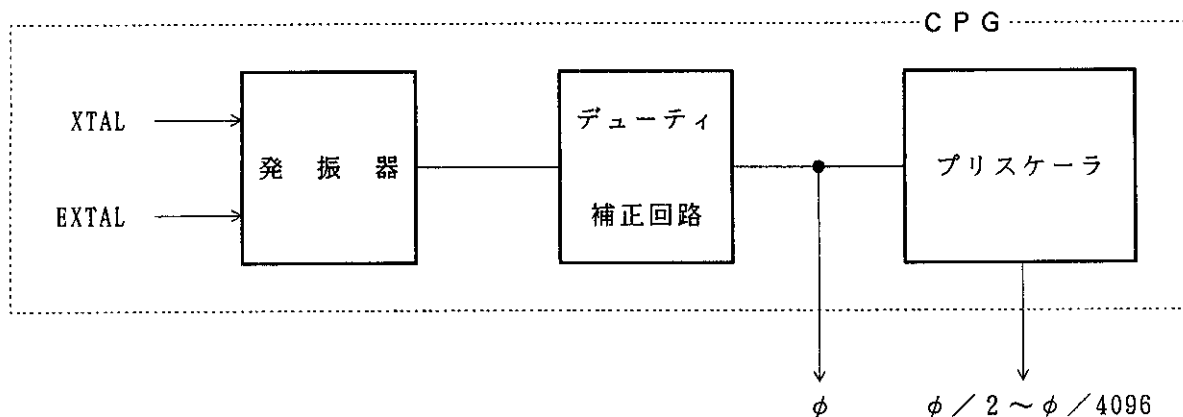 CPG
XTAL
EXTAL
発振器
デューティ
補正回路
プリスケーラ
φ
φ/2~φ/4096